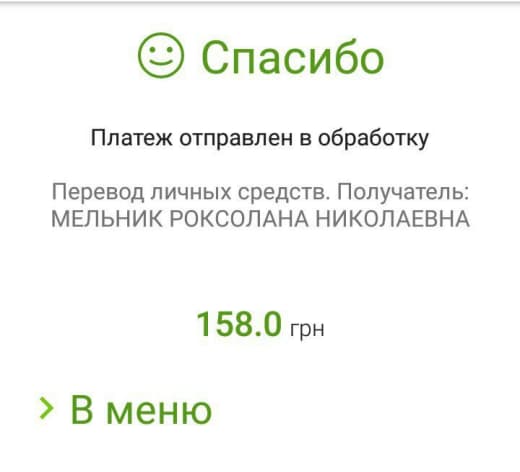 Спасибо
Платеж отправлен в обработку
Перевод личных средств. Получатель:
МЕЛЬНИК РОКСОЛАНА НИКОЛАЕВНА
158.0 грн
В меню